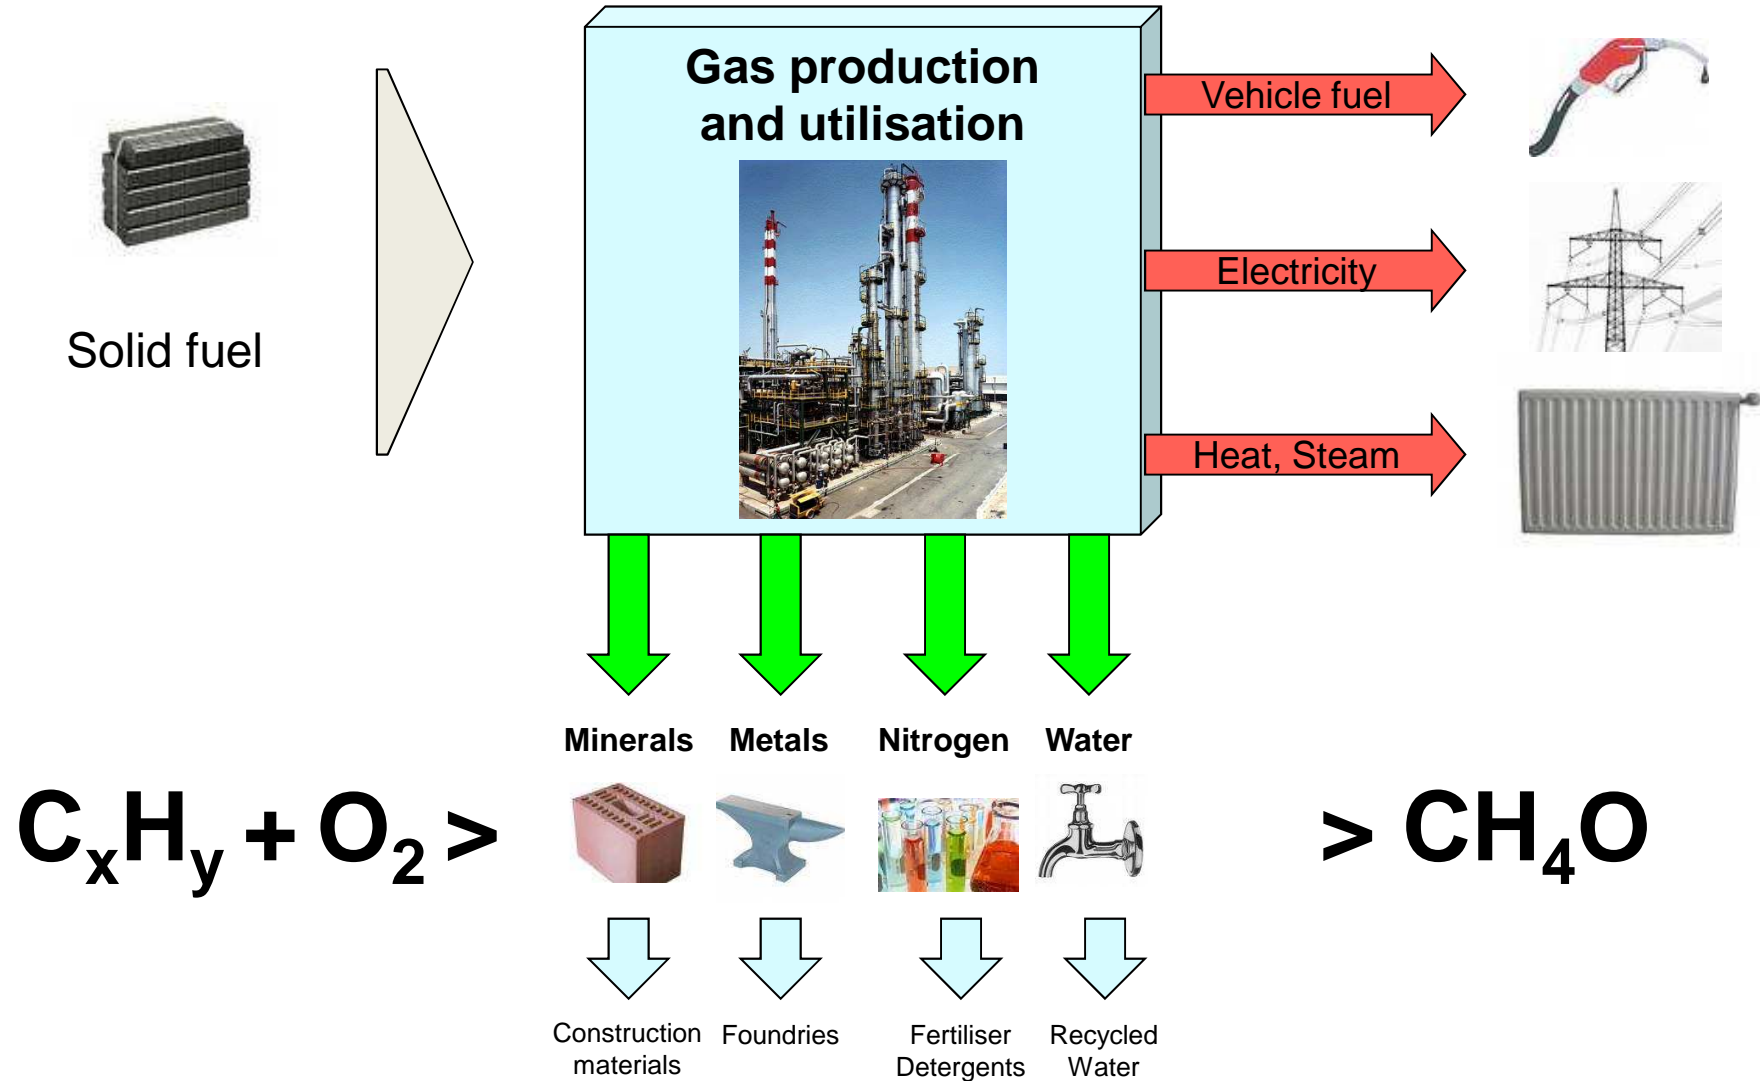 Gas production
and utilisation
Vehicle fuel
Electricity
Solid fuel
Heat, Steam
Minerals
Metals
Nitrogen
Water
CₓHᵧ + O₂ >
> CH₄O
Construction
materials
Foundries
Fertiliser
Detergents
Recycled
Water